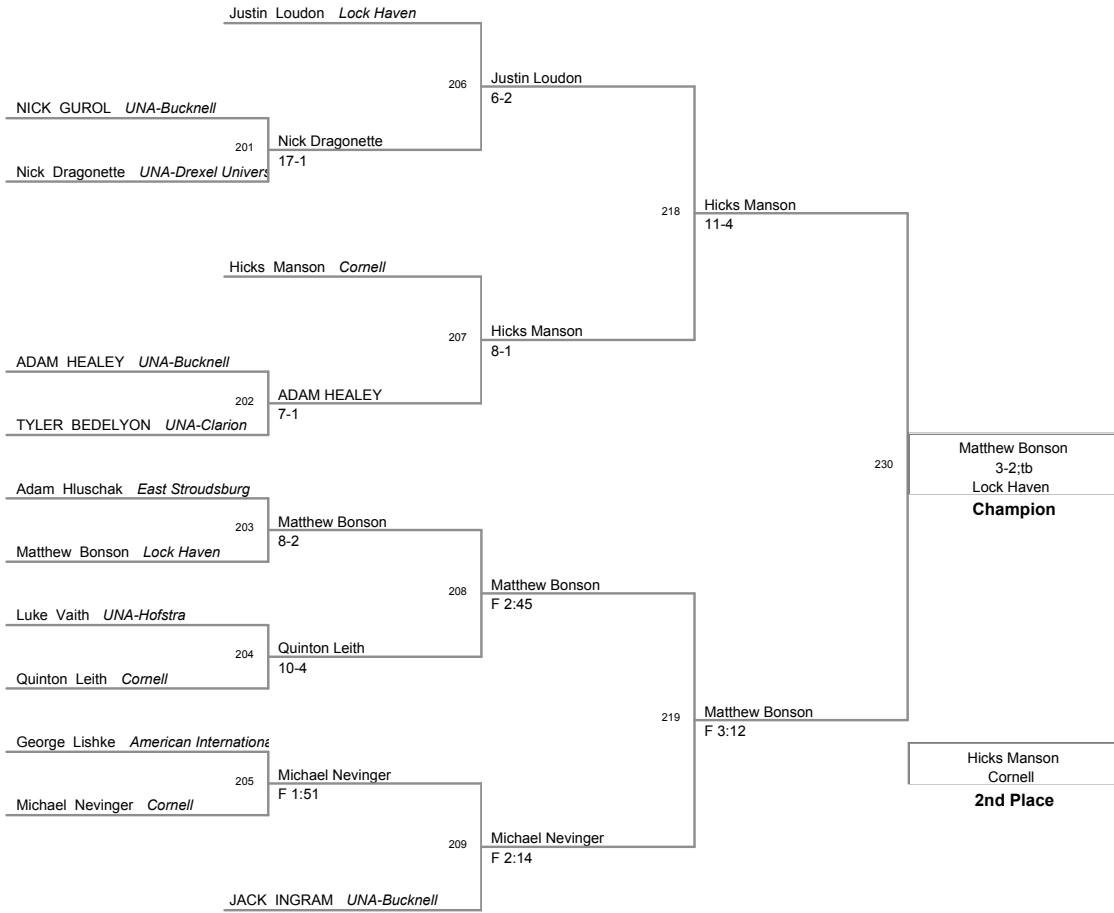 Justin Loudon Lock Haven
206
Justin Loudon
6-2
NICK GUROL UNA-Bucknell
201
Nick Dragonette
17-1
Nick Dragonette UNA-Drexel Univers
218
Hicks Manson
11-4
Hicks Manson Cornell
207
Hicks Manson
8-1
ADAM HEALEY UNA-Bucknell
202
ADAM HEALEY
7-1
TYLER BEDELYON UNA-Clarion
230
Matthew Bonson
3-2;tb
Lock Haven
Champion
Adam Hluschak East Stroudsburg
203
Matthew Bonson
8-2
Matthew Bonson Lock Haven
208
Matthew Bonson
F 2:45
Luke Vaith UNA-Hofstra
204
Quinton Leith
10-4
Quinton Leith Cornell
219
Matthew Bonson
F 3:12
George Lishke American Internationa
205
Michael Nevinger
F 1:51
Michael Nevinger Cornell
Hicks Manson
Cornell
2nd Place
209
Michael Nevinger
F 2:14
JACK INGRAM UNA-Bucknell